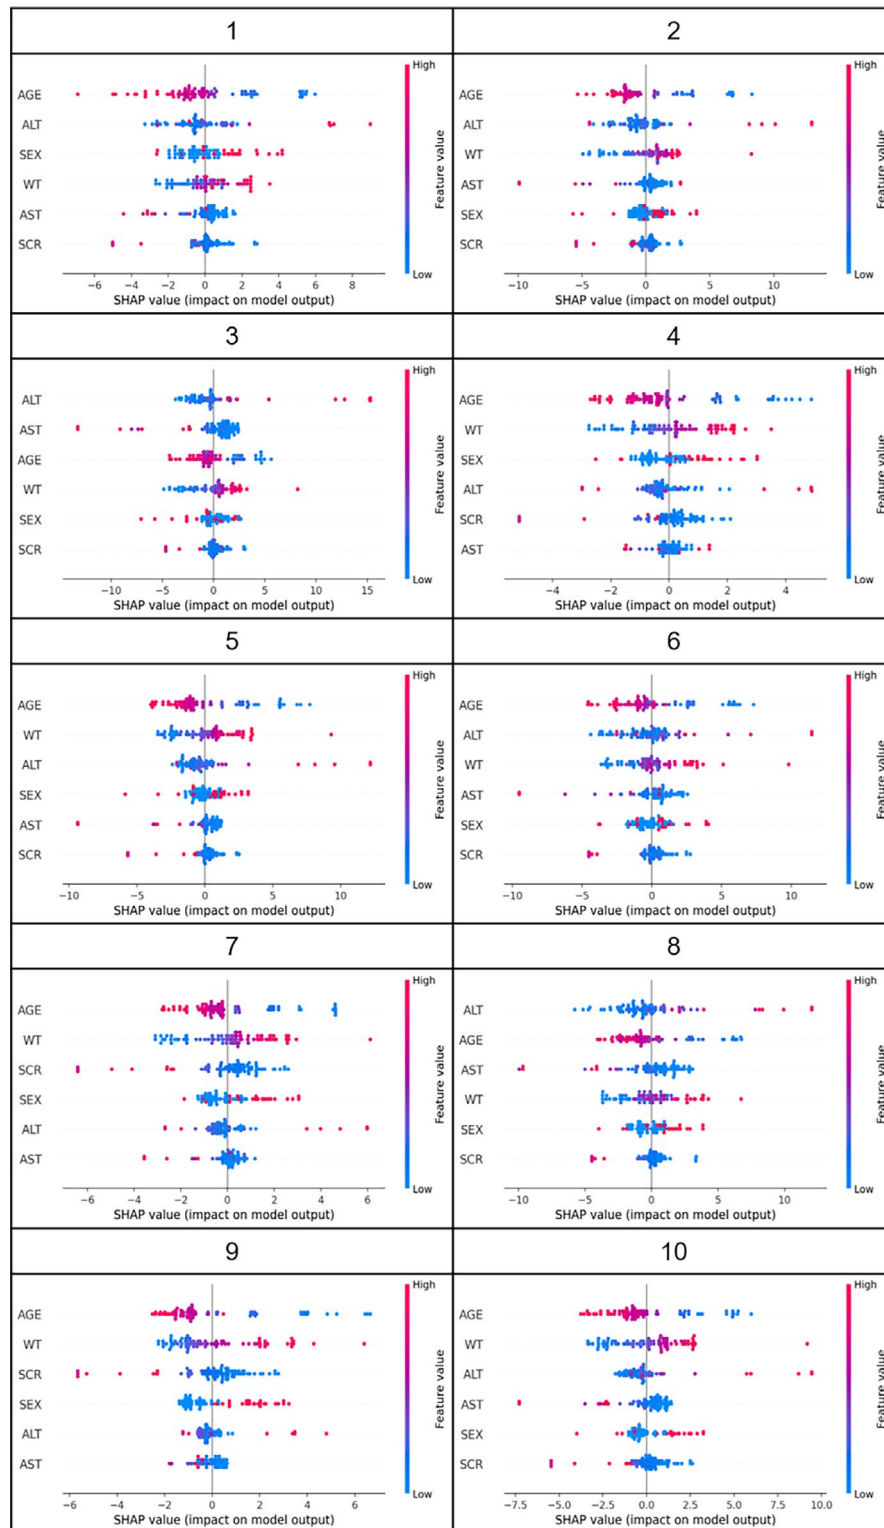 1 2
High High
AGE AGE
ALT ALT
SEX WT
WT AST
AST SEX
SCR SCR
Feature value Feature value
Low Low
−6 −4 −2 0 2 4 6 8 −10 −5 0 5 10
SHAP value (impact on model output) SHAP value (impact on model output)
3 4
High High
ALT AGE
AST WT
AGE SEX
WT ALT
SEX SCR
SCR AST
Feature value Feature value
Low Low
−10 −5 0 5 10 15 −4 −2 0 2 4
SHAP value (impact on model output) SHAP value (impact on model output)
5 6
High High
AGE AGE
WT ALT
ALT WT
SEX AST
AST SEX
SCR SCR
Feature value Feature value
Low Low
−10 −5 0 5 10 −10 −5 0 5 10
SHAP value (impact on model output) SHAP value (impact on model output)
7 8
High High
AGE ALT
WT AGE
SCR AST
SEX WT
ALT SEX
AST SCR
Feature value Feature value
Low Low
−6 −4 −2 0 2 4 6 −10 −5 0 5 10
SHAP value (impact on model output) SHAP value (impact on model output)
9 10
High High
AGE AGE
WT WT
SCR ALT
SEX AST
ALT SEX
AST SCR
Feature value Feature value
Low Low
−6 −4 −2 0 2 4 6 −7.5 −5.0 −2.5 0.0 2.5 5.0 7.5 10.0
SHAP value (impact on model output) SHAP value (impact on model output)